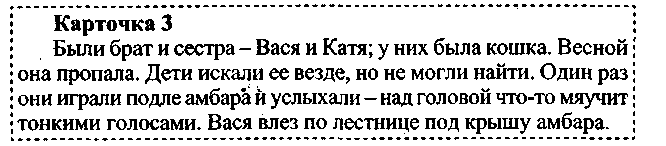 Карточка 3
Были брат и сестра – Вася и Катя; у них была кошка. Весной
она пропала. Дети искали ее везде, но не могли найти. Один раз
они играли подле амбара и услыхали – над головой что-то мяучит
тонкими голосами. Вася влез по лестнице под крышу амбара.